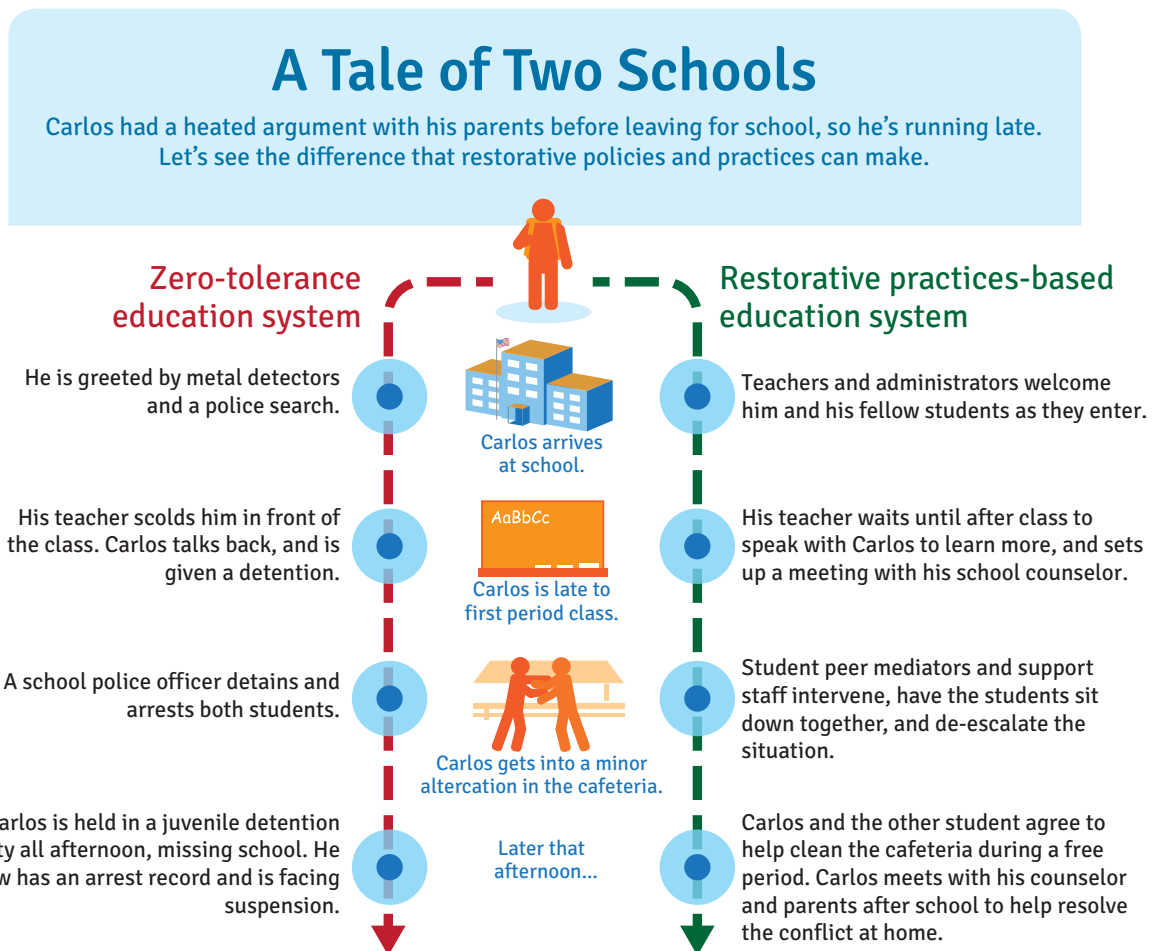 A Tale of Two Schools
Carlos had a heated argument with his parents before leaving for school, so he's running late.
Let's see the difference that restorative policies and practices can make.
Zero-tolerance
education system
Restorative practices-based
education system
He is greeted by metal detectors
and a police search.
Carlos arrives
at school.
Teachers and administrators welcome
him and his fellow students as they enter.
His teacher scolds him in front of
the class. Carlos talks back, and is
given a detention.
AaBbCc
Carlos is late to
first period class.
His teacher waits until after class to
speak with Carlos to learn more, and sets
up a meeting with his school counselor.
A school police officer detains and
arrests both students.
Carlos gets into a minor
altercation in the cafeteria.
Student peer mediators and support
staff intervene, have the students sit
down together, and de-escalate the
situation.
arlos is held in a juvenile detention
ty all afternoon, missing school. He
w has an arrest record and is facing
suspension.
Later that
afternoon...
Carlos and the other student agree to
help clean the cafeteria during a free
period. Carlos meets with his counselor
and parents after school to help resolve
the conflict at home.